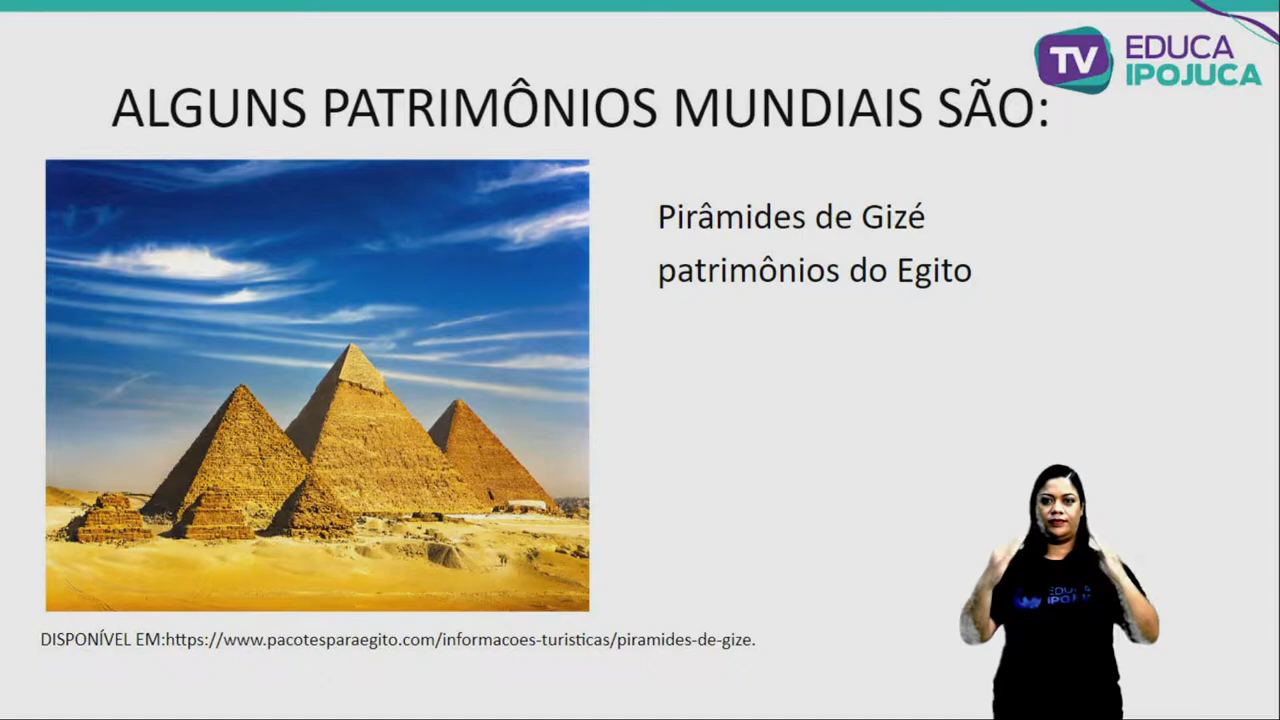 TV EDUCA
IPOJUCA
ALGUNS PATRIMÔNIOS MUNDIAIS SÃO:
Pirâmides de Gizé
patrimônios do Egito
DISPONÍVEL EM:https://www.pacotesparaegito.com/informacoes-turisticas/piramides-de-gize.